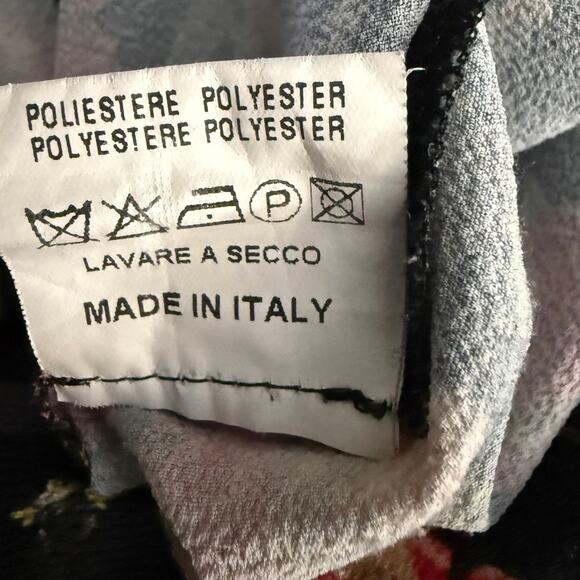 POLIESTERE POLYESTER
POLYESTERE POLYESTER
P
LAVARE A SECCO
MADE IN ITALY